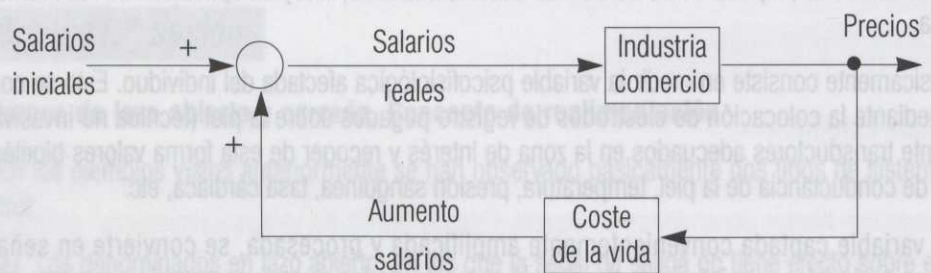 Salarios
iniciales
+
+
Salarios
reales
Industria
comercio
Precios
Aumento
salarios
Coste
de la vida